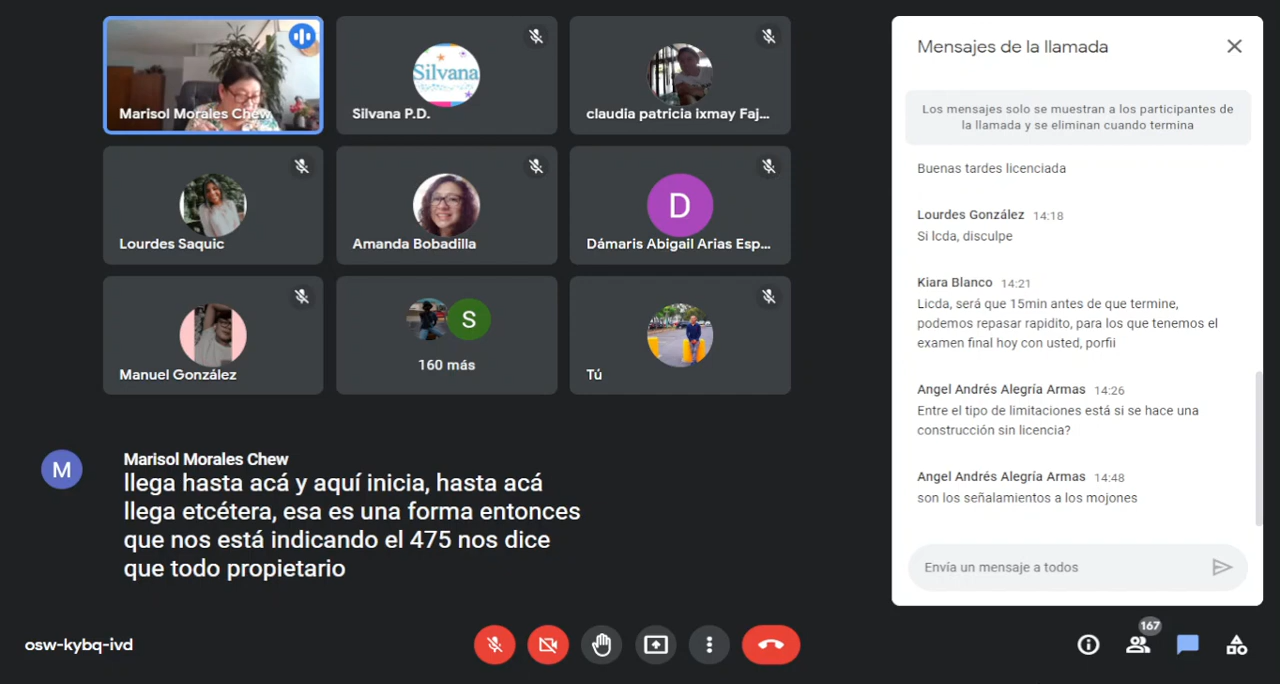 Marisol Morales Chew
Silvana
Silvana P.D.
claudia patricia ixmay Faj...
Lourdes Saquic
Amanda Bobadilla
D
Dámaris Abigail Arias Esp...
Manuel González
S
160 más
Tú
M
Marisol Morales Chew
llega hasta acá y aquí inicia, hasta acá
llega etcétera, esa es una forma entonces
que nos está indicando el 475 nos dice
que todo propietario
osw-kybq-ivd
Mensajes de la llamada
Los mensajes solo se muestran a los participantes de
la llamada y se eliminan cuando termina
Buenas tardes licenciada
Lourdes González 14:18
Si lcda, disculpe
Kiara Blanco 14:21
Licda, será que 15min antes de que termine,
podemos repasar rapidito, para los que tenemos el
examen final hoy con usted, porfii
Angel Andrés Alegría Armas 14:26
Entre el tipo de limitaciones está si se hace una
construcción sin licencia?
Angel Andrés Alegría Armas 14:48
son los señalamientos a los mojones
Envía un mensaje a todos
167